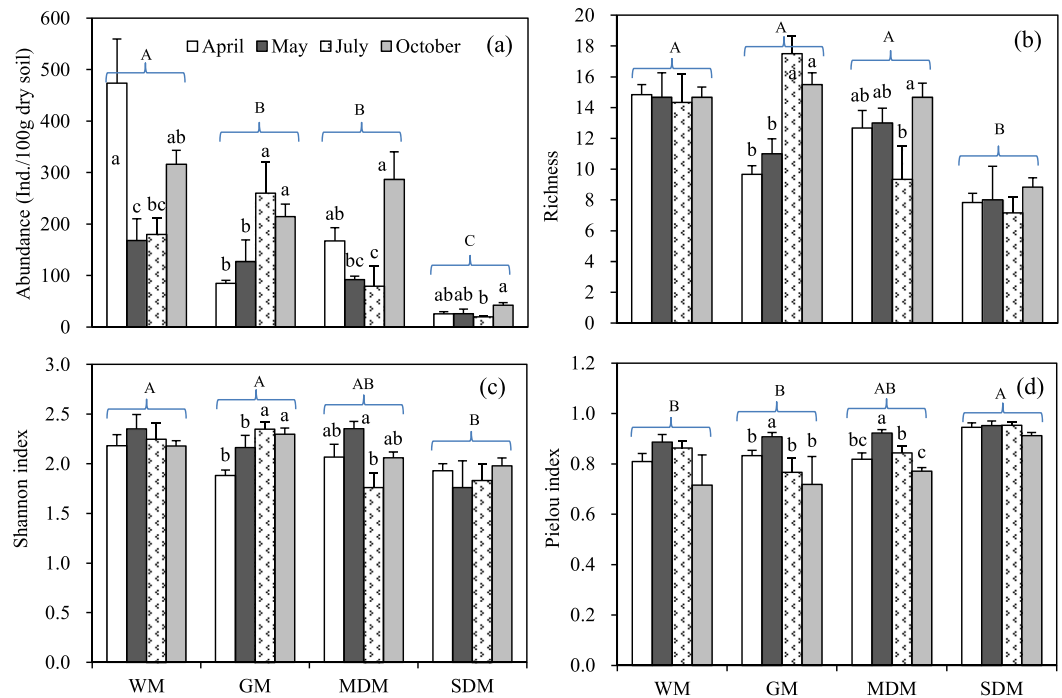 600
500
400
300
200
100
0
Abundance (Ind./100g dry soil)
April May July October
(a)
A
B
B
C
a
c
bc
ab
b
b
a
a
ab
bc
c
a
ab
ab
b
a
20
18
16
14
12
10
8
6
4
2
0
Richness
(b)
A
A
A
B
b
b
a
a
ab
ab
b
a
3.0
2.5
2.0
1.5
1.0
0.5
0.0
Shannon index
(c)
A
A
AB
B
b
b
a
a
ab
a
b
ab
WM GM MDM SDM
1.2
1.0
0.8
0.6
0.4
0.2
0.0
Pielou index
(d)
B
B
AB
A
b
a
b
b
bc
a
b
c
WM GM MDM SDM